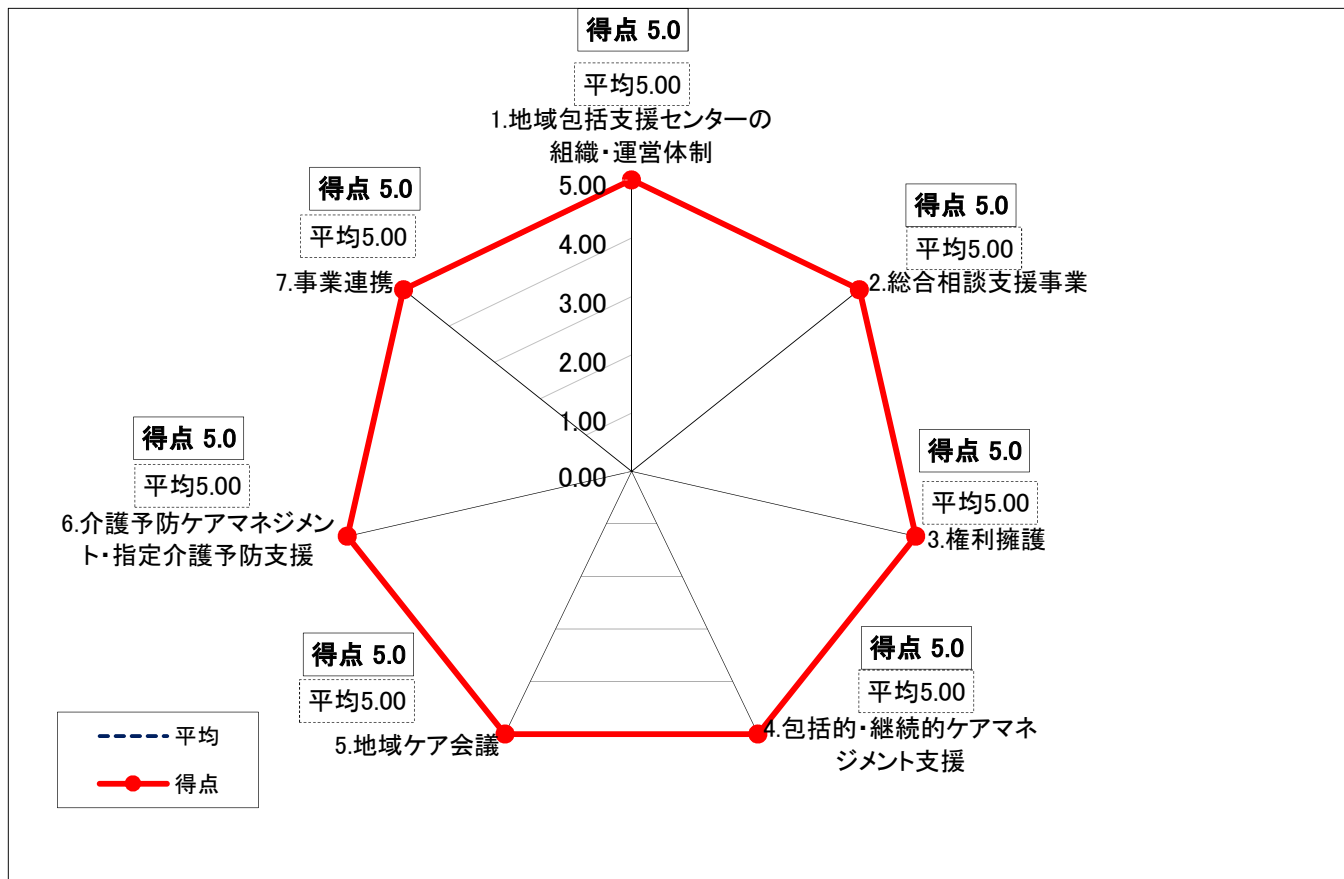 得点 5.0
平均5.00
1.地域包括支援センターの
組織・運営体制
得点 5.0
平均5.00
2.総合相談支援事業
得点 5.0
平均5.00
3.権利擁護
得点 5.0
平均5.00
4.包括的・継続的ケアマネ
ジメント支援
得点 5.0
平均5.00
5.地域ケア会議
得点 5.0
平均5.00
6.介護予防ケアマネジメン
ト・指定介護予防支援
得点 5.0
平均5.00
7.事業連携
5.00
4.00
3.00
2.00
1.00
0.00
平均
得点